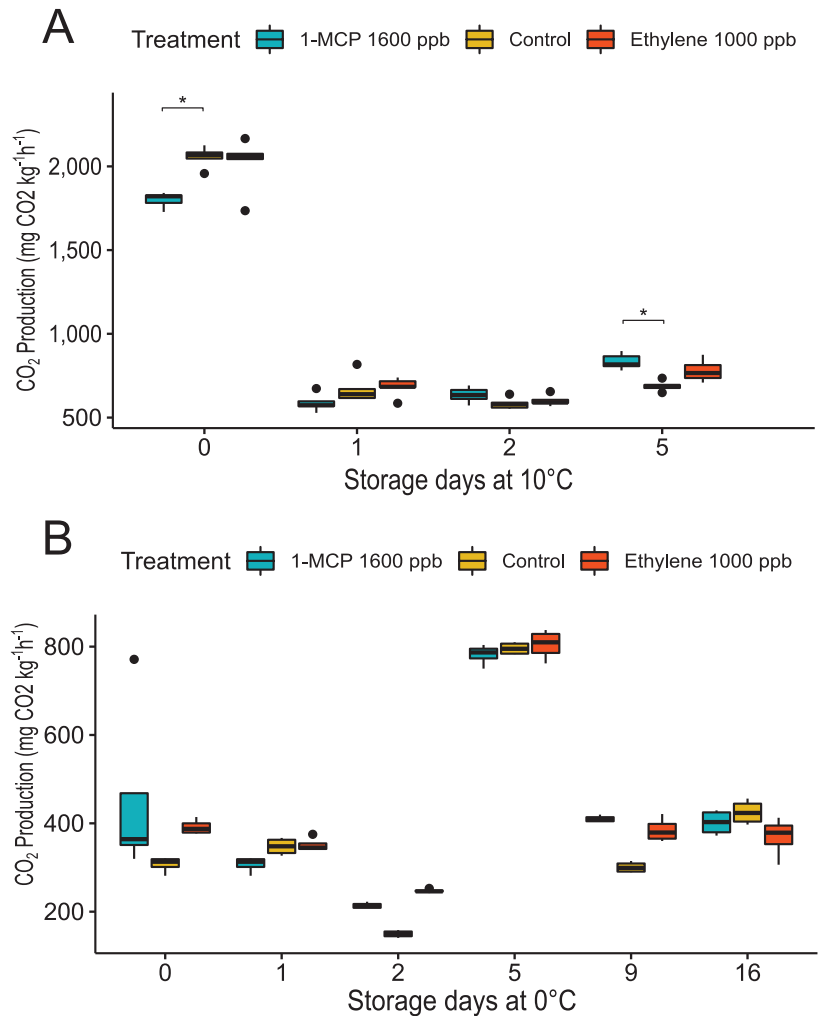 A
Treatment 1-MCP 1600 ppb Control Ethylene 1000 ppb
CO₂ Production (mg CO2 kg⁻¹h⁻¹)
2,000
1,500
1,000
500
*
*
0 1 2 5
Storage days at 10°C
B
Treatment 1-MCP 1600 ppb Control Ethylene 1000 ppb
CO₂ Production (mg CO2 kg⁻¹h⁻¹)
800
600
400
200
0 1 2 5 9 16
Storage days at 0°C